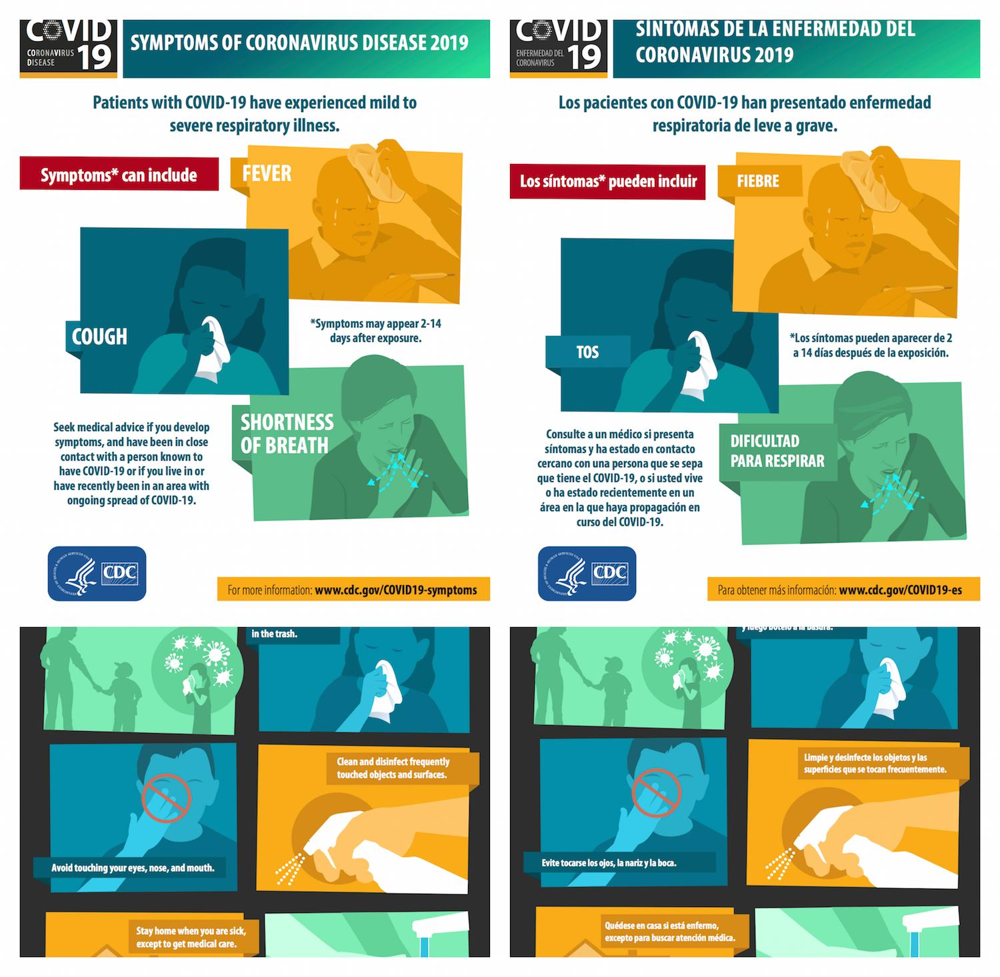 COVID
CORONAVIRUS
DISEASE
19
SYMPTOMS OF CORONAVIRUS DISEASE 2019
Patients with COVID-19 have experienced mild to
severe respiratory illness.
Symptoms* can include
FEVER
COUGH
*Symptoms may appear 2-14
days after exposure.
SHORTNESS
OF BREATH
Seek medical advice if you develop
symptoms, and have been in close
contact with a person known to
have COVID-19 or if you live in or
have recently been in an area with
ongoing spread of COVID-19.
DEPARTMENT OF HEALTH & HUMAN SERVICES USA
CDC
For more information: www.cdc.gov/COVID19-symptoms
COVID
ENFERMEDAD DEL
CORONAVIRUS
19
SÍNTOMAS DE LA ENFERMEDAD DEL
CORONAVIRUS 2019
Los pacientes con COVID-19 han presentado enfermedad
respiratoria de leve a grave.
Los síntomas* pueden incluir
FIEBRE
TOS
*Los síntomas pueden aparecer de 2
a 14 días después de la exposición.
DIFICULTAD
PARA RESPIRAR
Consulte a un médico si presenta
síntomas y ha estado en contacto
cercano con una persona que se sepa
que tiene el COVID-19, o si usted vive
o ha estado recientemente en un
área en la que haya propagación en
curso del COVID-19.
DEPARTMENT OF HEALTH & HUMAN SERVICES USA
CDC
Para obtener más información: www.cdc.gov/COVID19-es
in the trash.
Avoid touching your eyes, nose, and mouth.
Clean and disinfect frequently
touched objects and surfaces.
Stay home when you are sick,
except to get medical care.
y luego bótelo a la basura.
Evite tocarse los ojos, la nariz y la boca.
Limpie y desinfecte los objetos y las
superficies que se tocan frecuentemente.
Quédese en casa si está enfermo,
excepto para buscar atención médica.